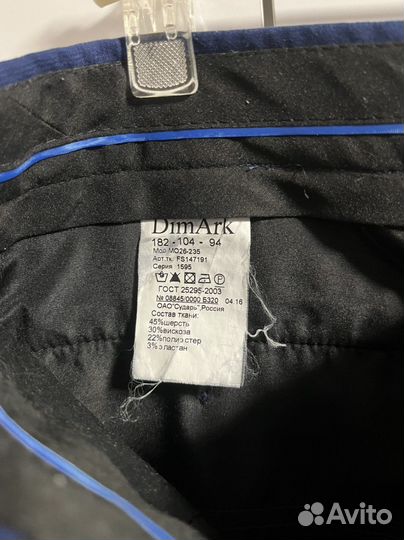 DimArk
182 - 104 - 94
Мод. МО26-235
Арт.тк. FS147191
Серия 1595
ГОСТ 25295-2003
№ 08845/0000 Б320 04.16
ОАО"Сударь",Россия
Состав ткани:
45%шерсть
30%вискоза
22%полиэстер
3%эластан
Avito